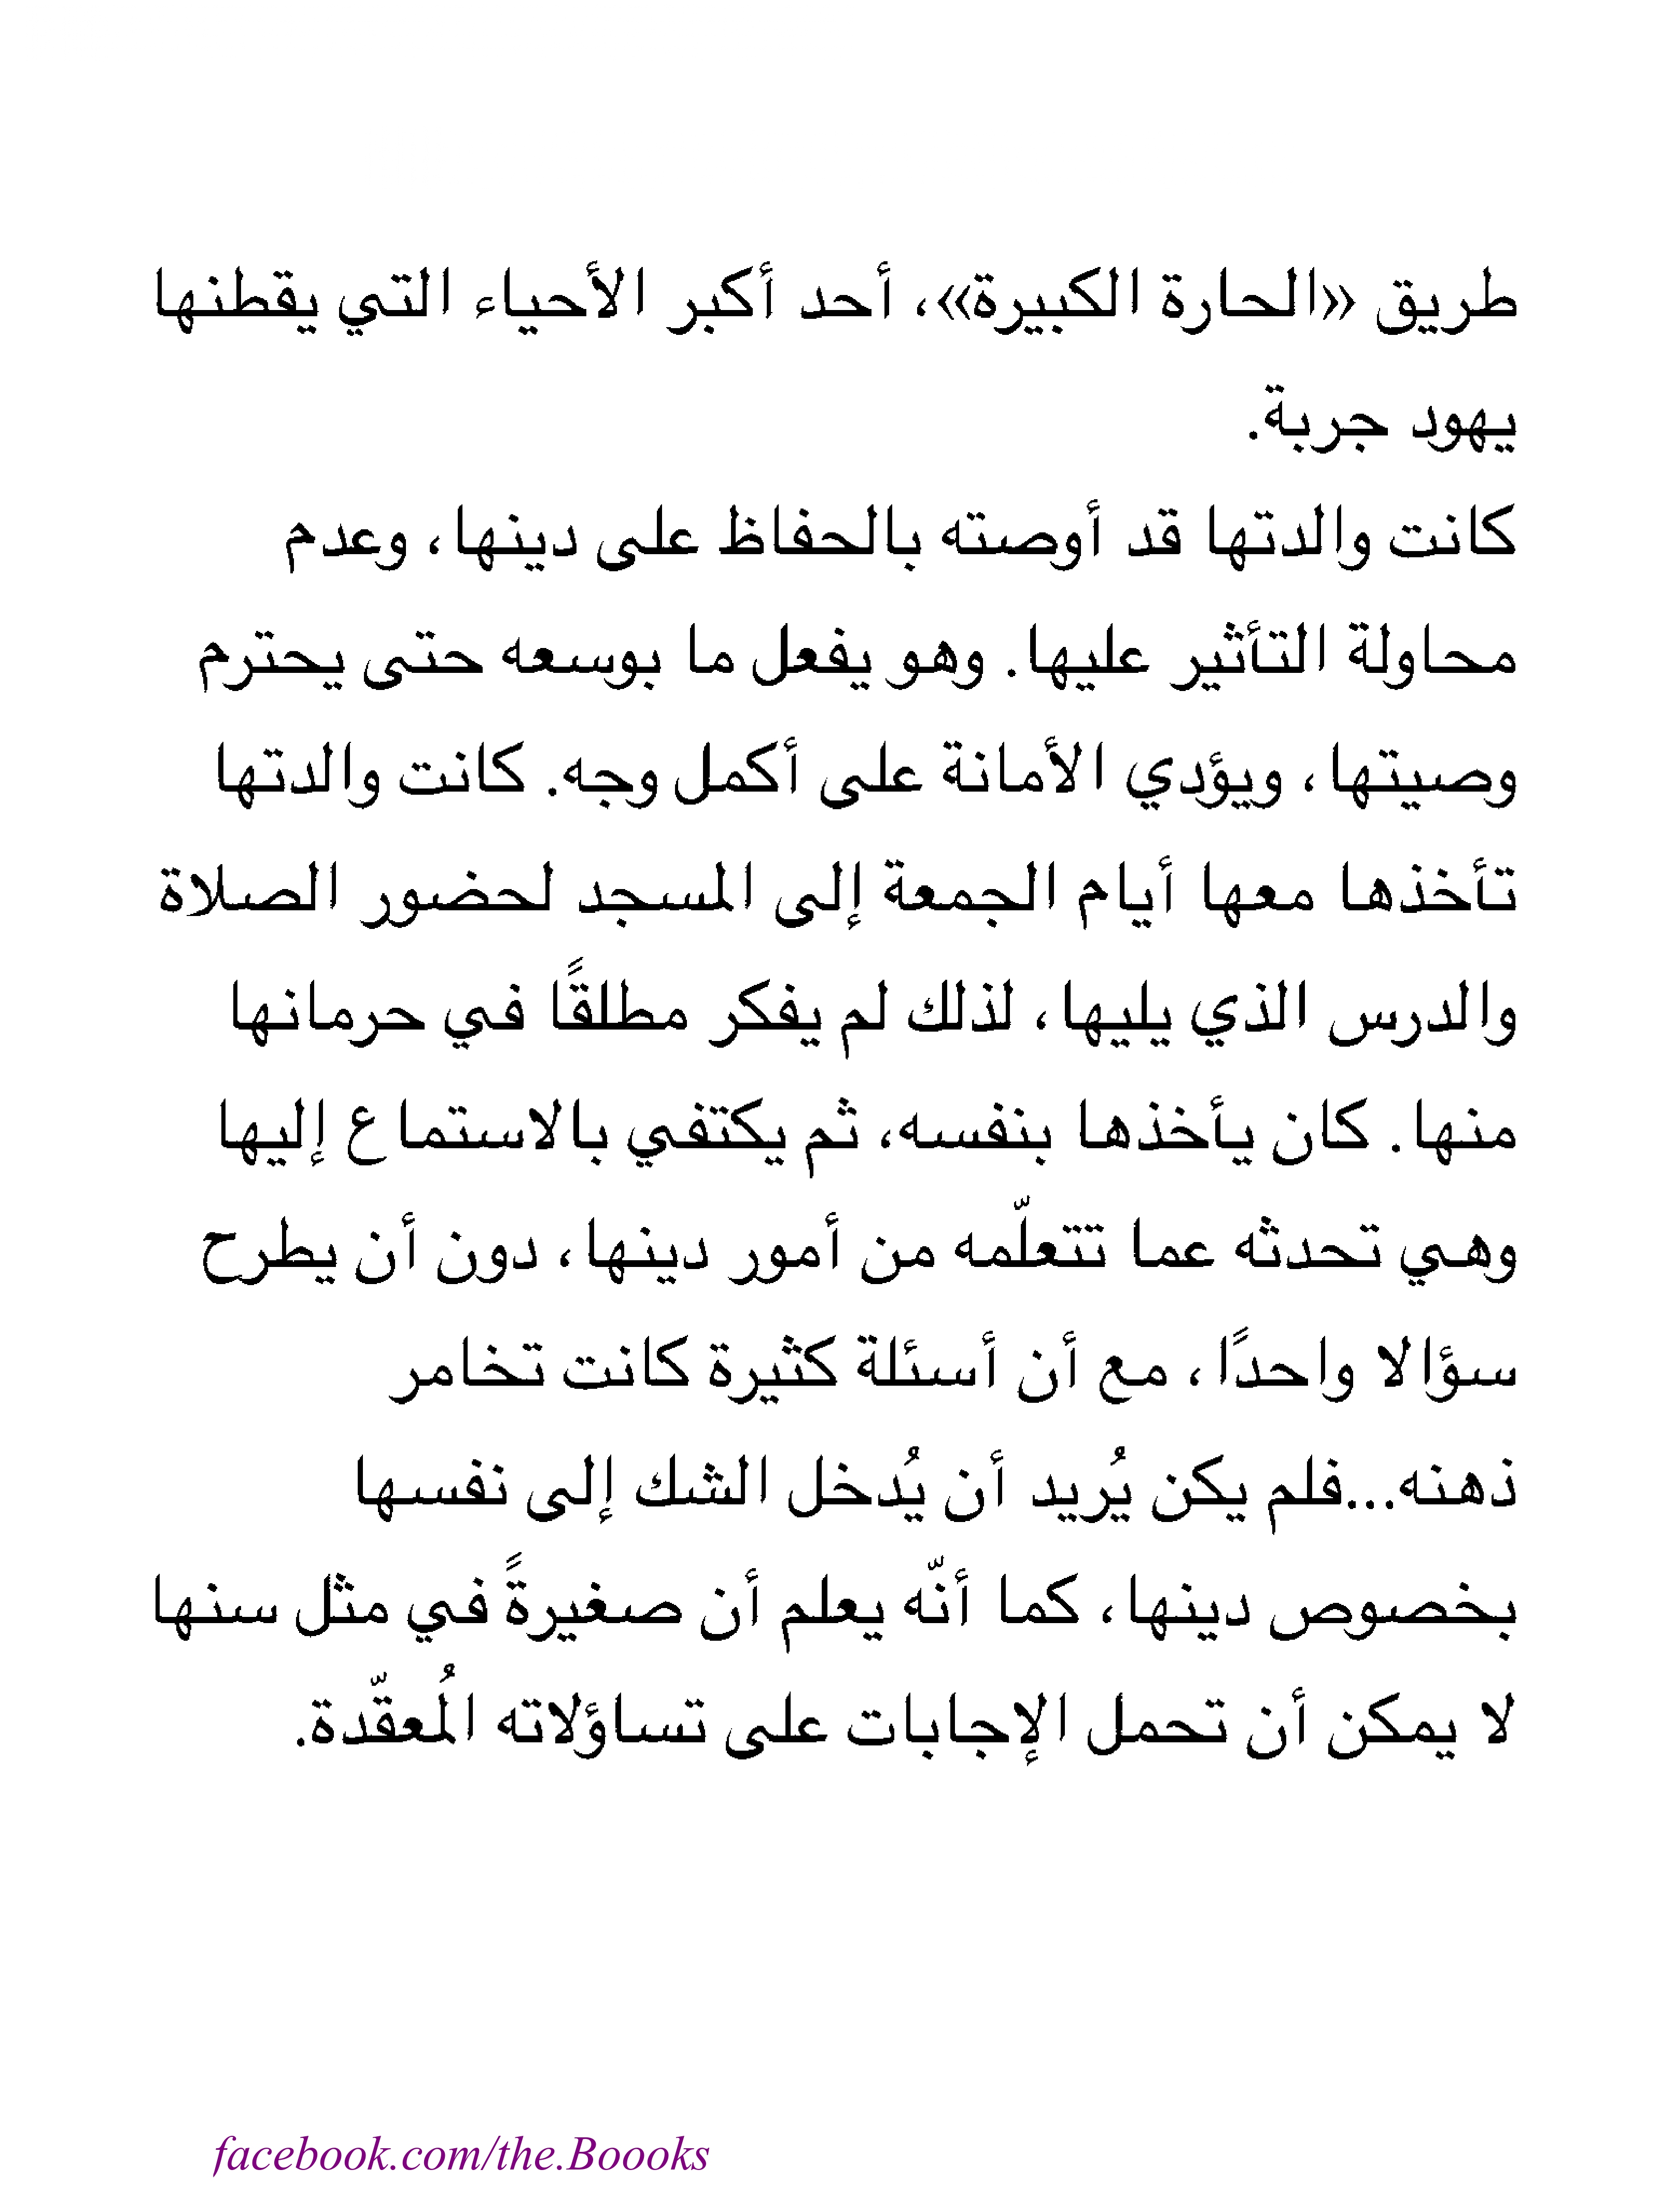 طريق «الحارة الكبيرة»، أحد أكبر الأحياء التي يقطنها
يهود جربة.
كانت والدتها قد أوصته بالحفاظ على دينها، وعدم
محاولة التأثير عليها. وهو يفعل ما بوسعه حتى يحترم
وصيتها، ويؤدي الأمانة على أكمل وجه. كانت والدتها
تأخذها معها أيام الجمعة إلى المسجد لحضور الصلاة
والدرس الذي يليها، لذلك لم يفكر مطلقًا في حرمانها
منها. كان يأخذها بنفسه، ثم يكتفي بالاستماع إليها
وهي تحدثه عما تتعلّمه من أمور دينها، دون أن يطرح
سؤالا واحدًا، مع أن أسئلة كثيرة كانت تخامر
ذهنه...فلم يكن يُريد أن يُدخل الشك إلى نفسها
بخصوص دينها، كما أنّه يعلم أن صغيرةً في مثل سنها
لا يمكن أن تحمل الإجابات على تساؤلاته المُعقّدة.
facebook.com/the.Boooks